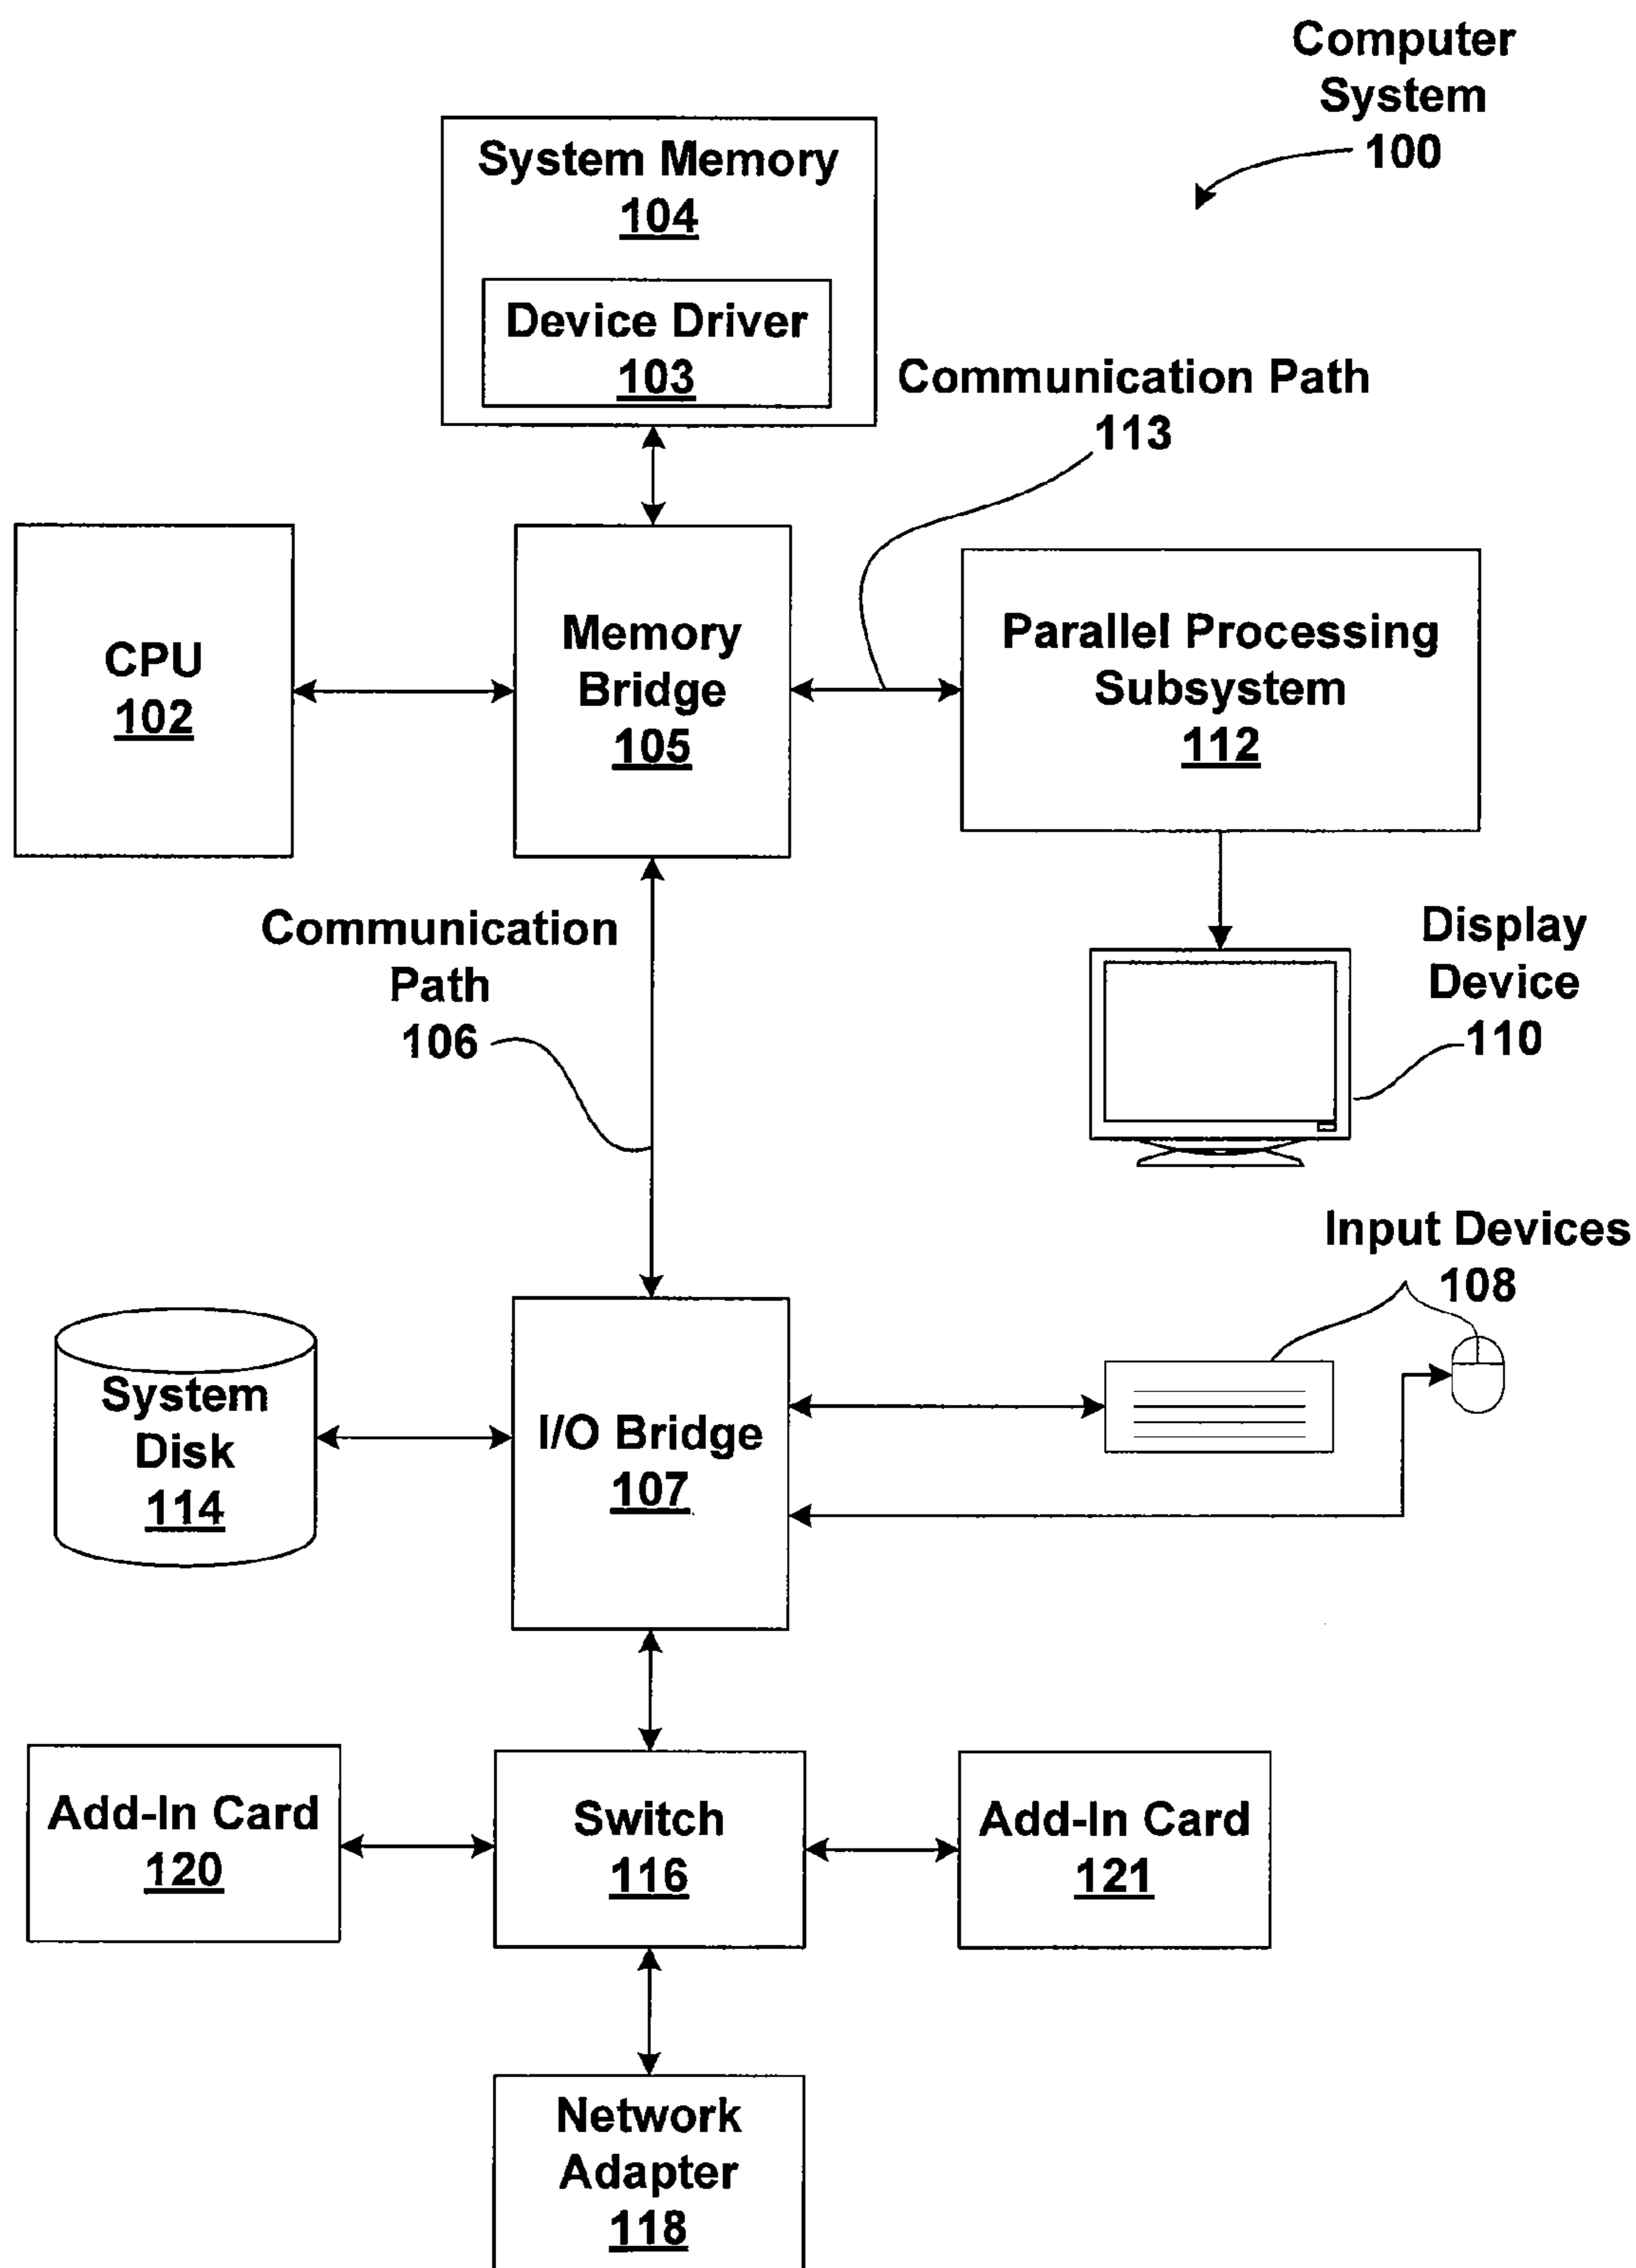 Computer
System
100
System Memory
104
Device Driver
103
Communication Path
113
CPU
102
Memory
Bridge
105
Parallel Processing
Subsystem
112
Communication
Path
106
Display
Device
110
Input Devices
108
System
Disk
114
I/O Bridge
107
Add-In Card
120
Switch
116
Add-In Card
121
Network
Adapter
118